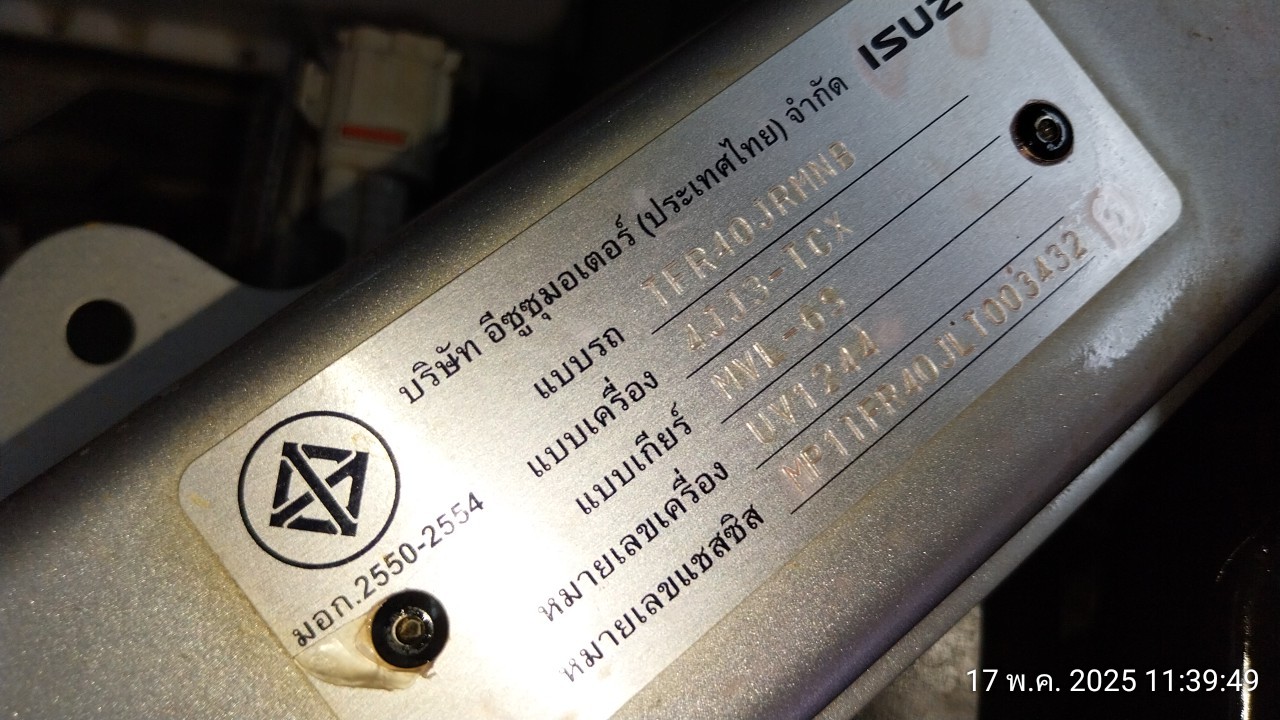 ISUZ
บริษัท อีซูซุมอเตอร์ (ประเทศไทย) จำกัด
แบบรถ TFR40JRMNB
แบบเครื่อง 4JJ3-TCX
แบบเกียร์ MVL-6S
หมายเลขเครื่อง UV1244
หมายเลขแชสซิส MP1TFR40JLT003432
มอก.2550-2554
17 พ.ค. 2025 11:39:49